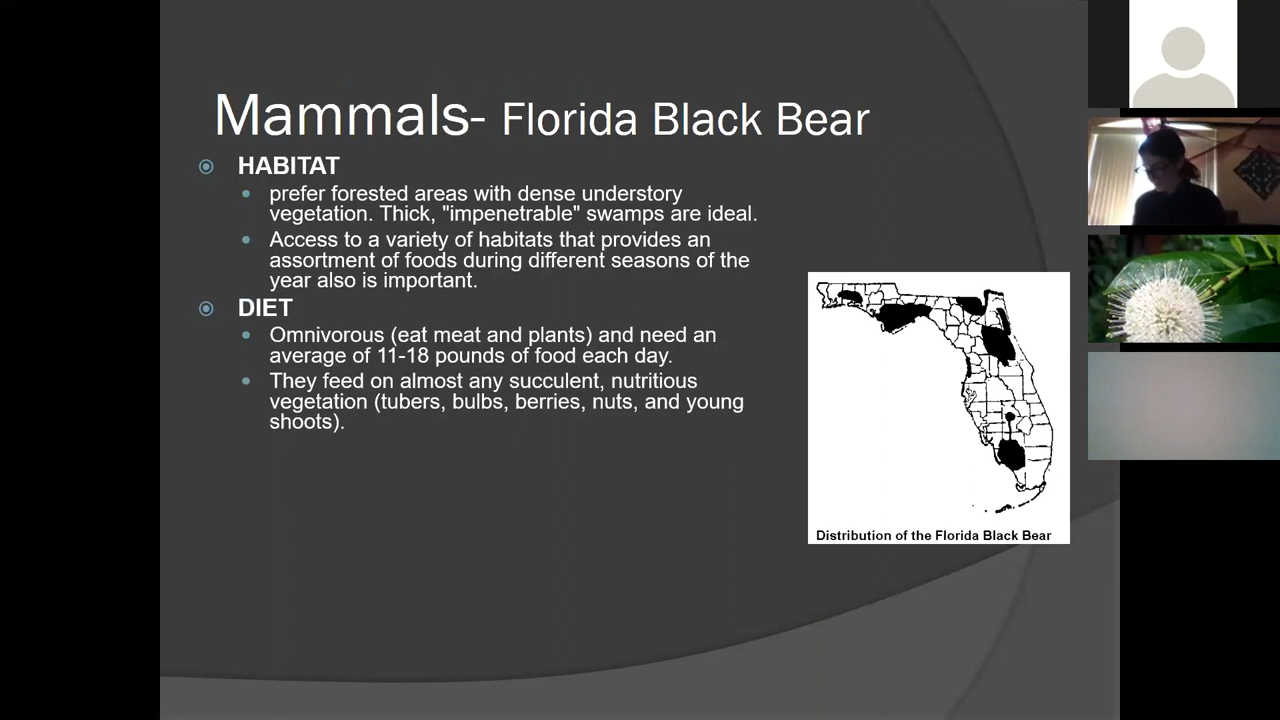 Mammals- Florida Black Bear
HABITAT
prefer forested areas with dense understory
vegetation. Thick, "impenetrable" swamps are ideal.
Access to a variety of habitats that provides an
assortment of foods during different seasons of the
year also is important.
DIET
Omnivorous (eat meat and plants) and need an
average of 11-18 pounds of food each day.
They feed on almost any succulent, nutritious
vegetation (tubers, bulbs, berries, nuts, and young
shoots).
Distribution of the Florida Black Bear